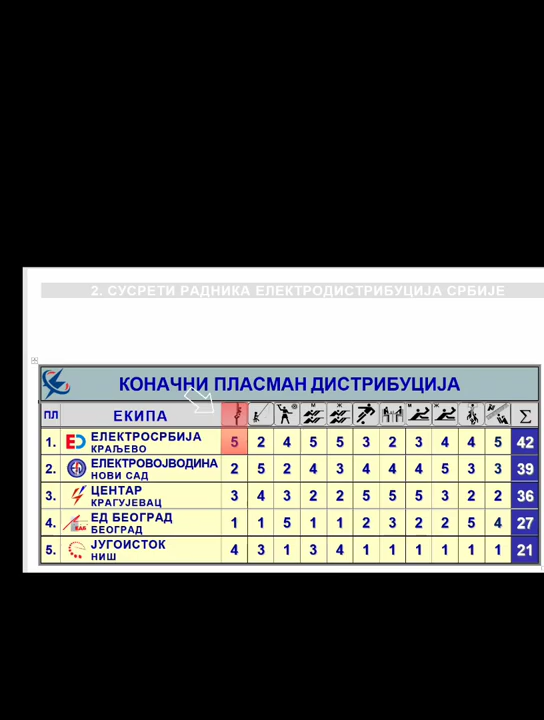 2. СУСРЕТИ РАДНИКА ЕЛЕКТРОДИСТРИБУЦИЈА СРБИЈЕ
КОНАЧНИ ПЛАСМАН ДИСТРИБУЦИЈА
ПЛ ЕКИПА Σ
1. ЕЛЕКТРОСРБИЈА КРАЉЕВО 5 2 4 5 5 3 2 3 4 4 5 42
2. ЕЛЕКТРОВОЈВОДИНА НОВИ САД 2 5 2 4 3 4 4 4 5 3 3 39
3. ЦЕНТАР КРАГУЈЕВАЦ 3 4 3 2 2 5 5 5 3 2 2 36
4. ЕД БЕОГРАД БЕОГРАД 1 1 5 1 1 2 3 2 2 5 4 27
5. ЈУГОИСТОК НИШ 4 3 1 3 4 1 1 1 1 1 1 21